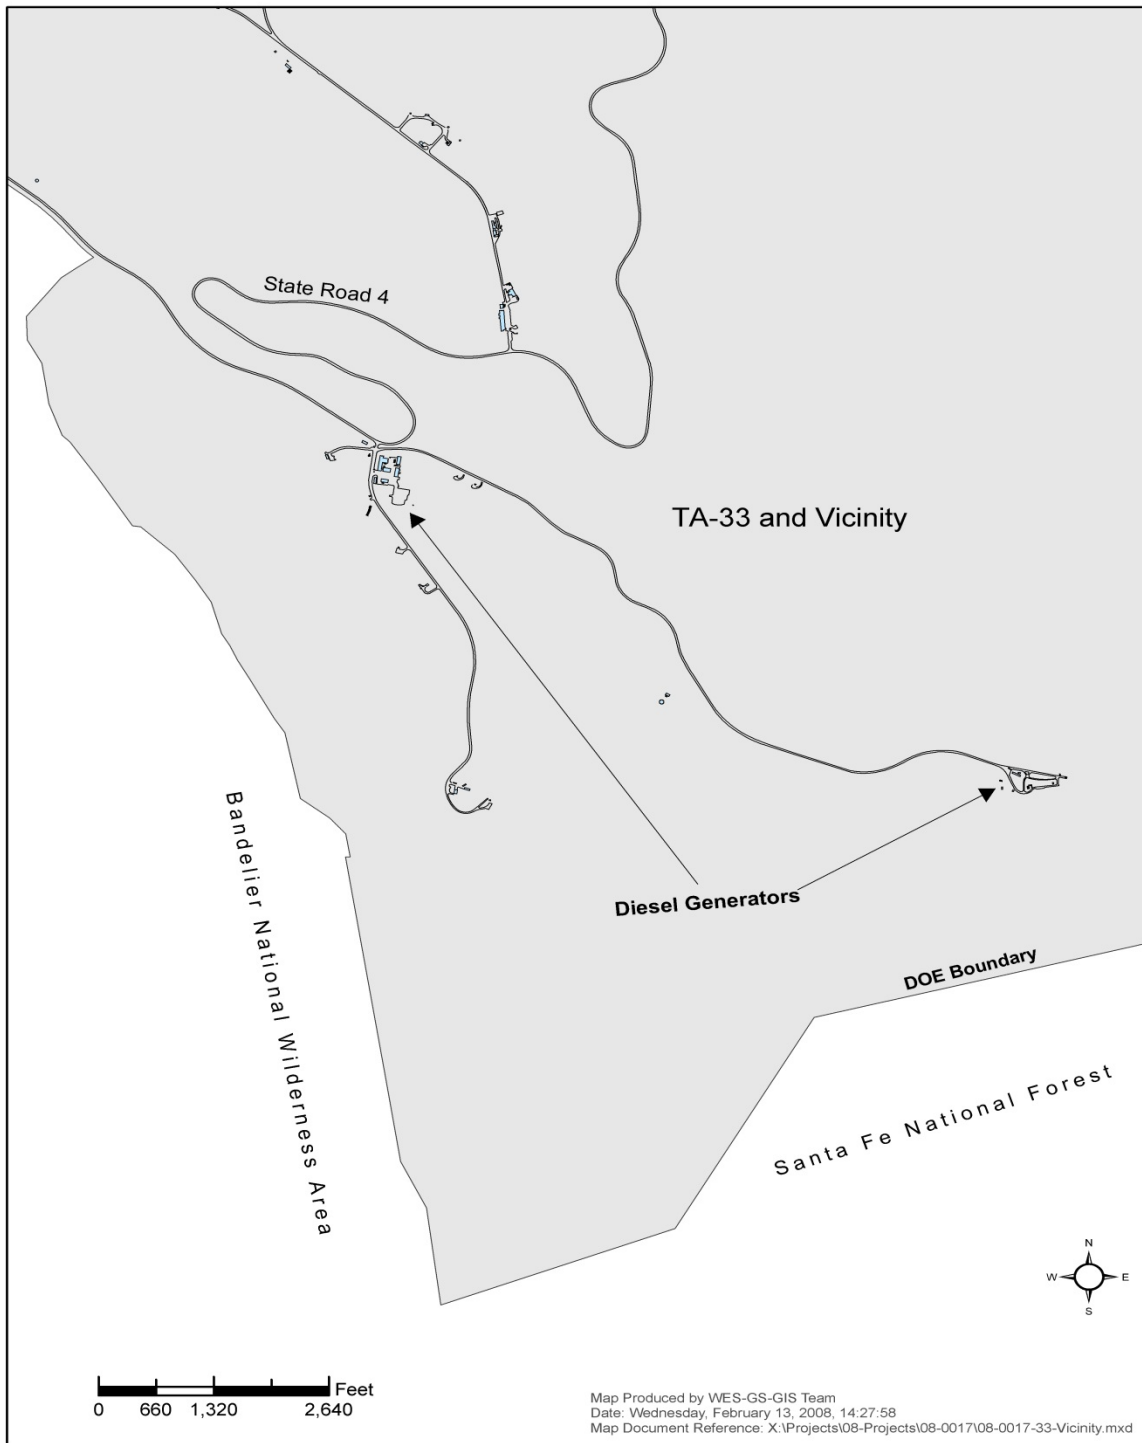 State Road 4
TA-33 and Vicinity
Bandelier National Wilderness Area
Diesel Generators
DOE Boundary
Santa Fe National Forest
N
W E
S
Feet
0 660 1,320 2,640
Map Produced by WES-GS-GIS Team
Date: Wednesday, February 13, 2008, 14:27:58
Map Document Reference: X:\Projects\08-Projects\08-0017\08-0017-33-Vicinity.mxd